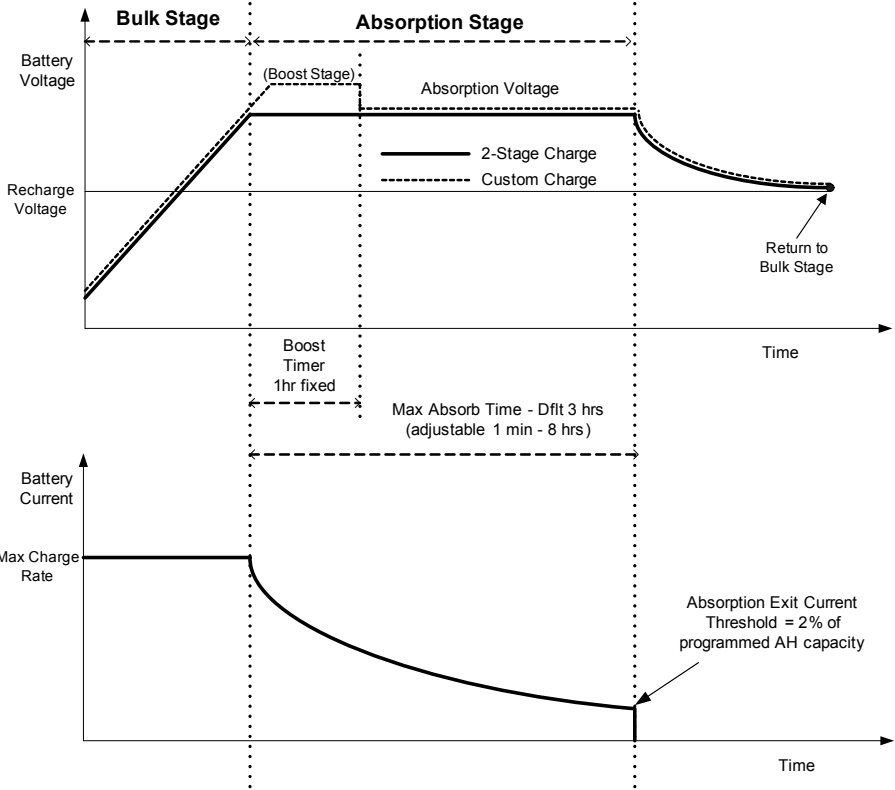 Bulk Stage
Absorption Stage
Battery
Voltage
(Boost Stage)
Absorption Voltage
2-Stage Charge
Custom Charge
Recharge
Voltage
Return to
Bulk Stage
Time
Boost
Timer
1hr fixed
Max Absorb Time - Dflt 3 hrs
(adjustable 1 min - 8 hrs)
Battery
Current
Max Charge
Rate
Absorption Exit Current
Threshold = 2% of
programmed AH capacity
Time